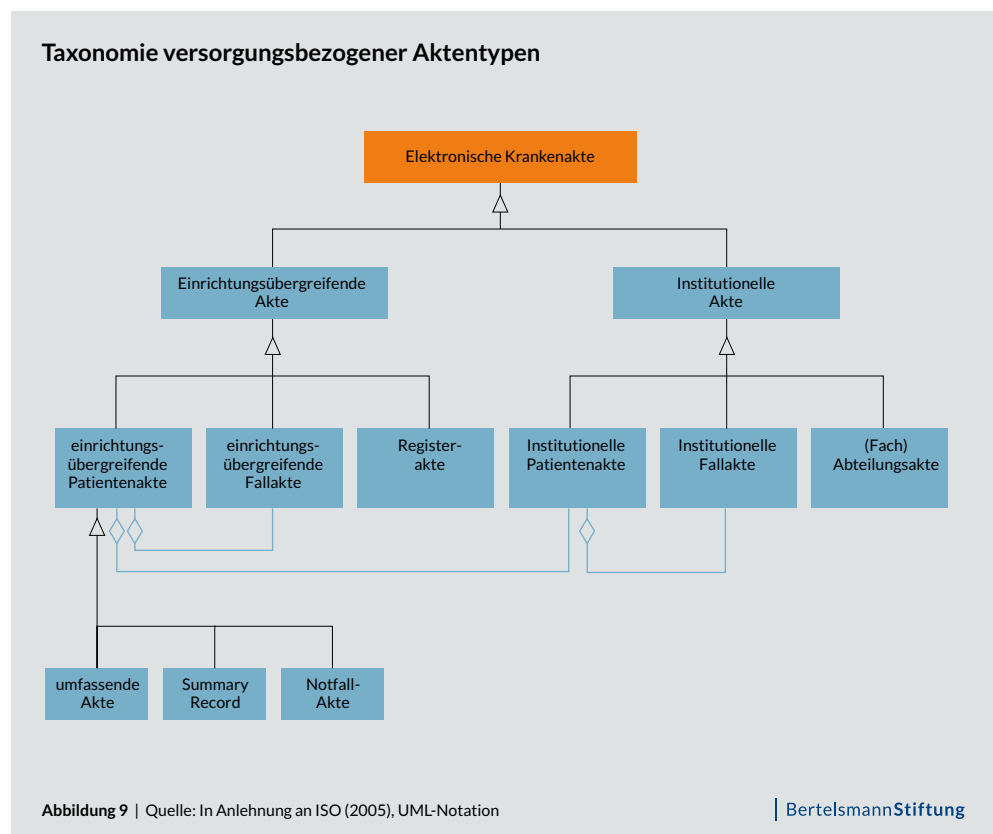 Taxonomie versorgungsbezogener Aktentypen
Elektronische Krankenakte
Einrichtungsübergreifende
Akte
Institutionelle
Akte
einrichtungs-
übergreifende
Patientenakte
einrichtungs-
übergreifende
Fallakte
Register-
akte
Institutionelle
Patientenakte
Institutionelle
Fallakte
(Fach)
Abteilungsakte
umfassende
Akte
Summary
Record
Notfall-
Akte
Abbildung 9 | Quelle: In Anlehnung an ISO (2005), UML-Notation
BertelsmannStiftung